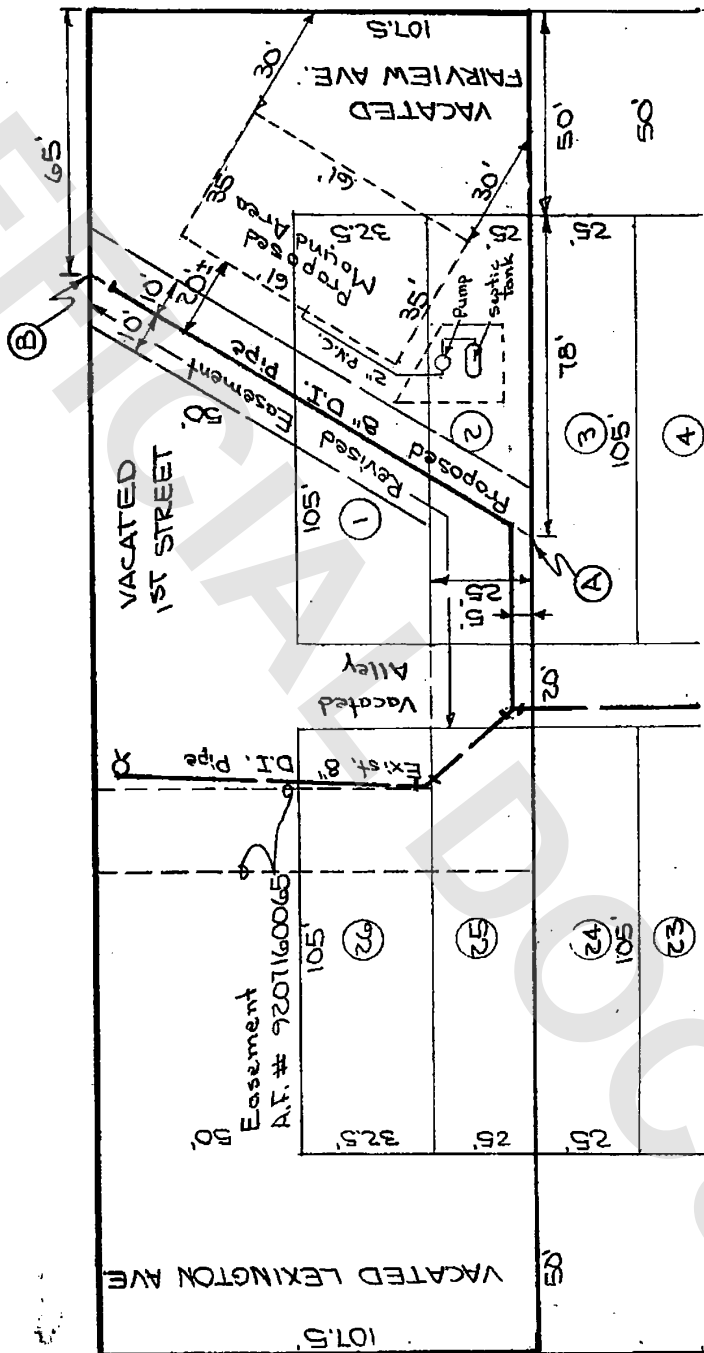 107.5
VACATED
FAIRVIEW AVE.
65'
30'
35'
61'
Proposed
Mound Area
61'
20'±
10'
10'
30'
35'
50'
50'
B
VACATED
1ST STREET
50'
Revised
Easement
Proposed
8" D.I.
Pipe
2" P.V.C.
Pump
Septic
tank
32.5'
25'
25'
78'
105'
1
2
3
105'
4
25'
5'
A
Vacated
Alley
20'
Exist. 8"
D.I. Pipe
Easement
A.F. # 9207160065
105'
26
25
24
105'
23
50'
32.5'
25'
25'
VACATED LEXINGTON AVE.
50'
107.5'
FICIAL DOC